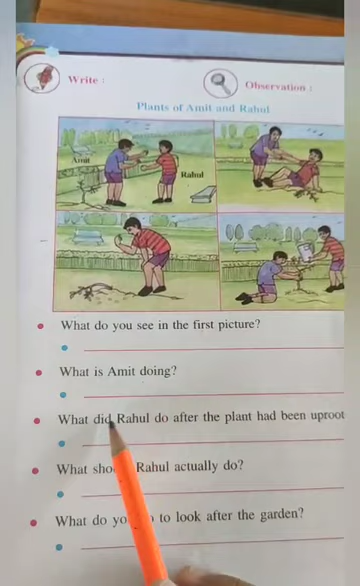 Write :
Observation :
Plants of Amit and Rahul
Amit
Rahul
What do you see in the first picture?
What is Amit doing?
What did Rahul do after the plant had been uproot
What Rahul actually do?
What do to look after the garden?